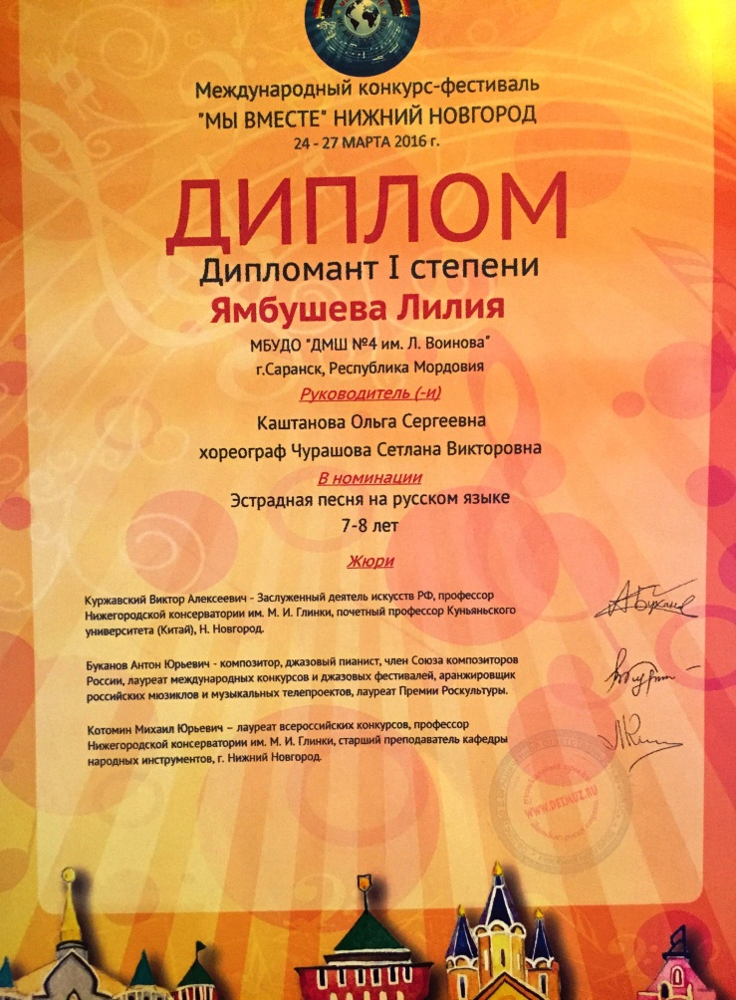 Международный конкурс-фестиваль
"МЫ ВМЕСТЕ" НИЖНИЙ НОВГОРОД
24 - 27 МАРТА 2016 г.
ДИПЛОМ
Дипломант I степени
Ямбушева Лилия
МБУДО "ДМШ №4 им. Л. Воинова"
г.Саранск, Республика Мордовия
Руководитель (-и)
Каштанова Ольга Сергеевна
хореограф Чурашова Сетлана Викторовна
В номинации
Эстрадная песня на русском языке
7-8 лет
Жюри
Куржавский Виктор Алексеевич - Заслуженный деятель искусств РФ, профессор
Нижегородской консерватории им. М. И. Глинки, почетный профессор Куньяньского
университета (Китай), Н. Новгород.
Буканов Антон Юрьевич - композитор, джазовый пианист, член Союза композиторов
России, лауреат международных конкурсов и джазовых фестивалей, аранжировщик
российских мюзиклов и музыкальных телепроектов, лауреат Премии Роскультуры.
Котомин Михаил Юрьевич – лауреат всероссийских конкурсов, профессор
Нижегородской консерватории им. М. И. Глинки, старший преподаватель кафедры
народных инструментов, г. Нижний Новгород.
WWW.DETMUZ.RU